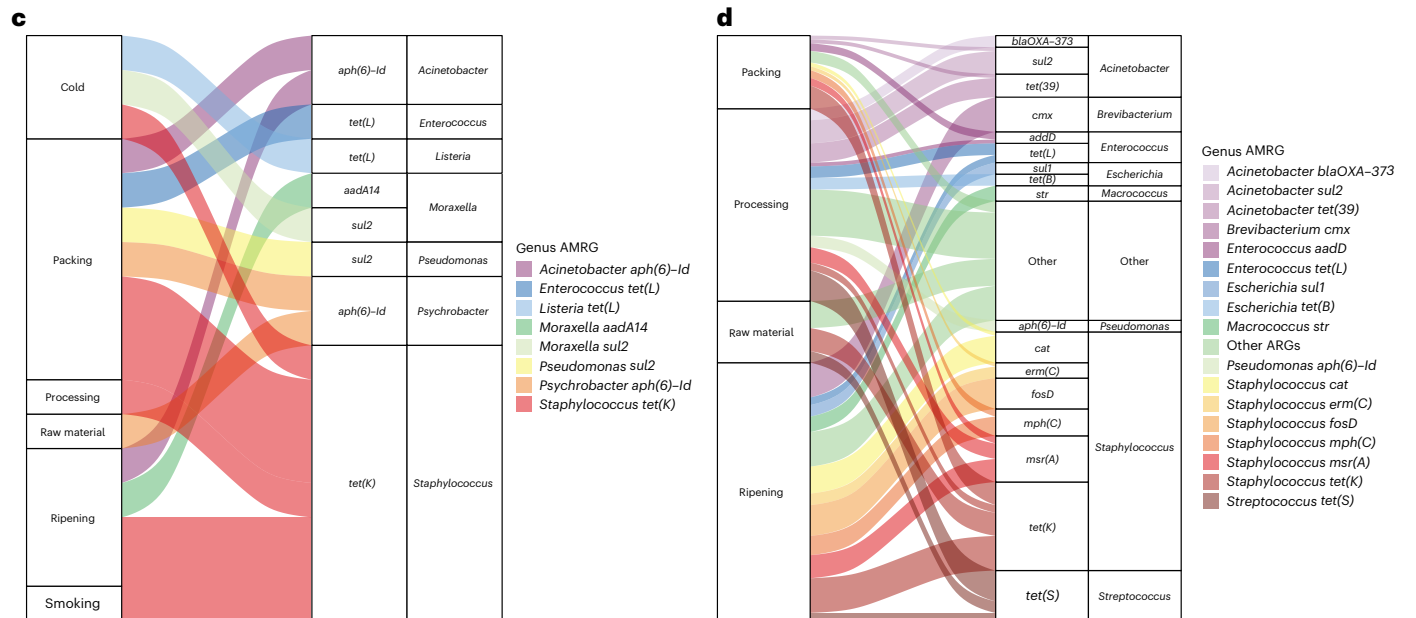 c
Cold
Packing
Processing
Raw material
Ripening
Smoking
aph(6)–Id
tet(L)
tet(L)
aadA14
sul2
sul2
aph(6)–Id
tet(K)
Acinetobacter
Enterococcus
Listeria
Moraxella
Pseudomonas
Psychrobacter
Staphylococcus
Genus AMRG
Acinetobacter aph(6)–Id
Enterococcus tet(L)
Listeria tet(L)
Moraxella aadA14
Moraxella sul2
Pseudomonas sul2
Psychrobacter aph(6)–Id
Staphylococcus tet(K)
d
Packing
Processing
Raw material
Ripening
blaOXA–373
sul2
tet(39)
cmx
addD
tet(L)
sul1
tet(B)
str
Other
aph(6)–Id
cat
erm(C)
fosD
mph(C)
msr(A)
tet(K)
tet(S)
Acinetobacter
Brevibacterium
Enterococcus
Escherichia
Macrococcus
Other
Pseudomonas
Staphylococcus
Streptococcus
Genus AMRG
Acinetobacter blaOXA–373
Acinetobacter sul2
Acinetobacter tet(39)
Brevibacterium cmx
Enterococcus aadD
Enterococcus tet(L)
Escherichia sul1
Escherichia tet(B)
Macrococcus str
Other ARGs
Pseudomonas aph(6)–Id
Staphylococcus cat
Staphylococcus erm(C)
Staphylococcus fosD
Staphylococcus mph(C)
Staphylococcus msr(A)
Staphylococcus tet(K)
Streptococcus tet(S)